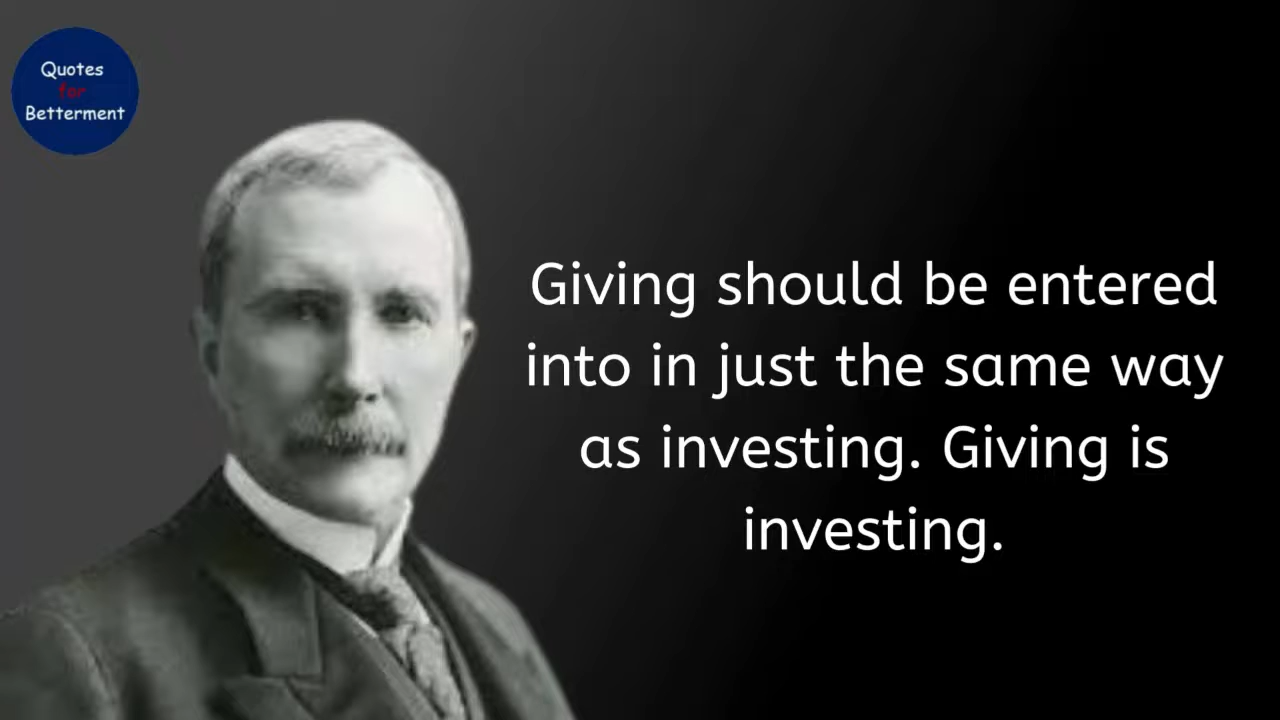 Quotes
for
Betterment
Giving should be entered
into in just the same way
as investing. Giving is
investing.